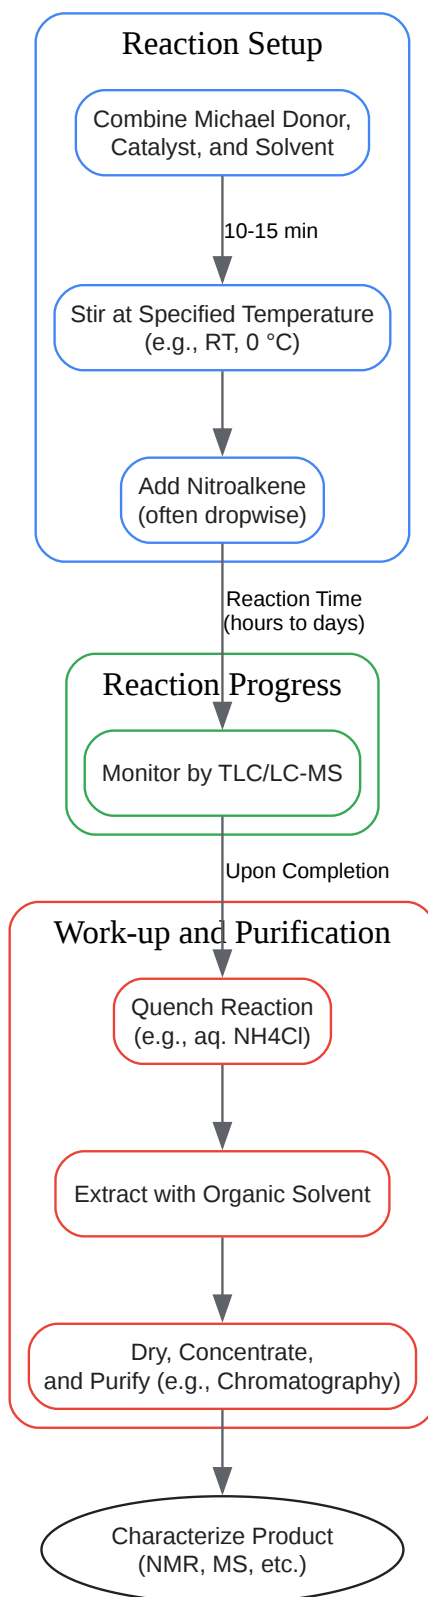 Reaction Setup
Combine Michael Donor,
Catalyst, and Solvent
10-15 min
Stir at Specified Temperature
(e.g., RT, 0 °C)
Add Nitroalkene
(often dropwise)
Reaction Time
(hours to days)
Reaction Progress
Monitor by TLC/LC-MS
Upon Completion
Work-up and Purification
Quench Reaction
(e.g., aq. NH4Cl)
Extract with Organic Solvent
Dry, Concentrate,
and Purify (e.g., Chromatography)
Characterize Product
(NMR, MS, etc.)